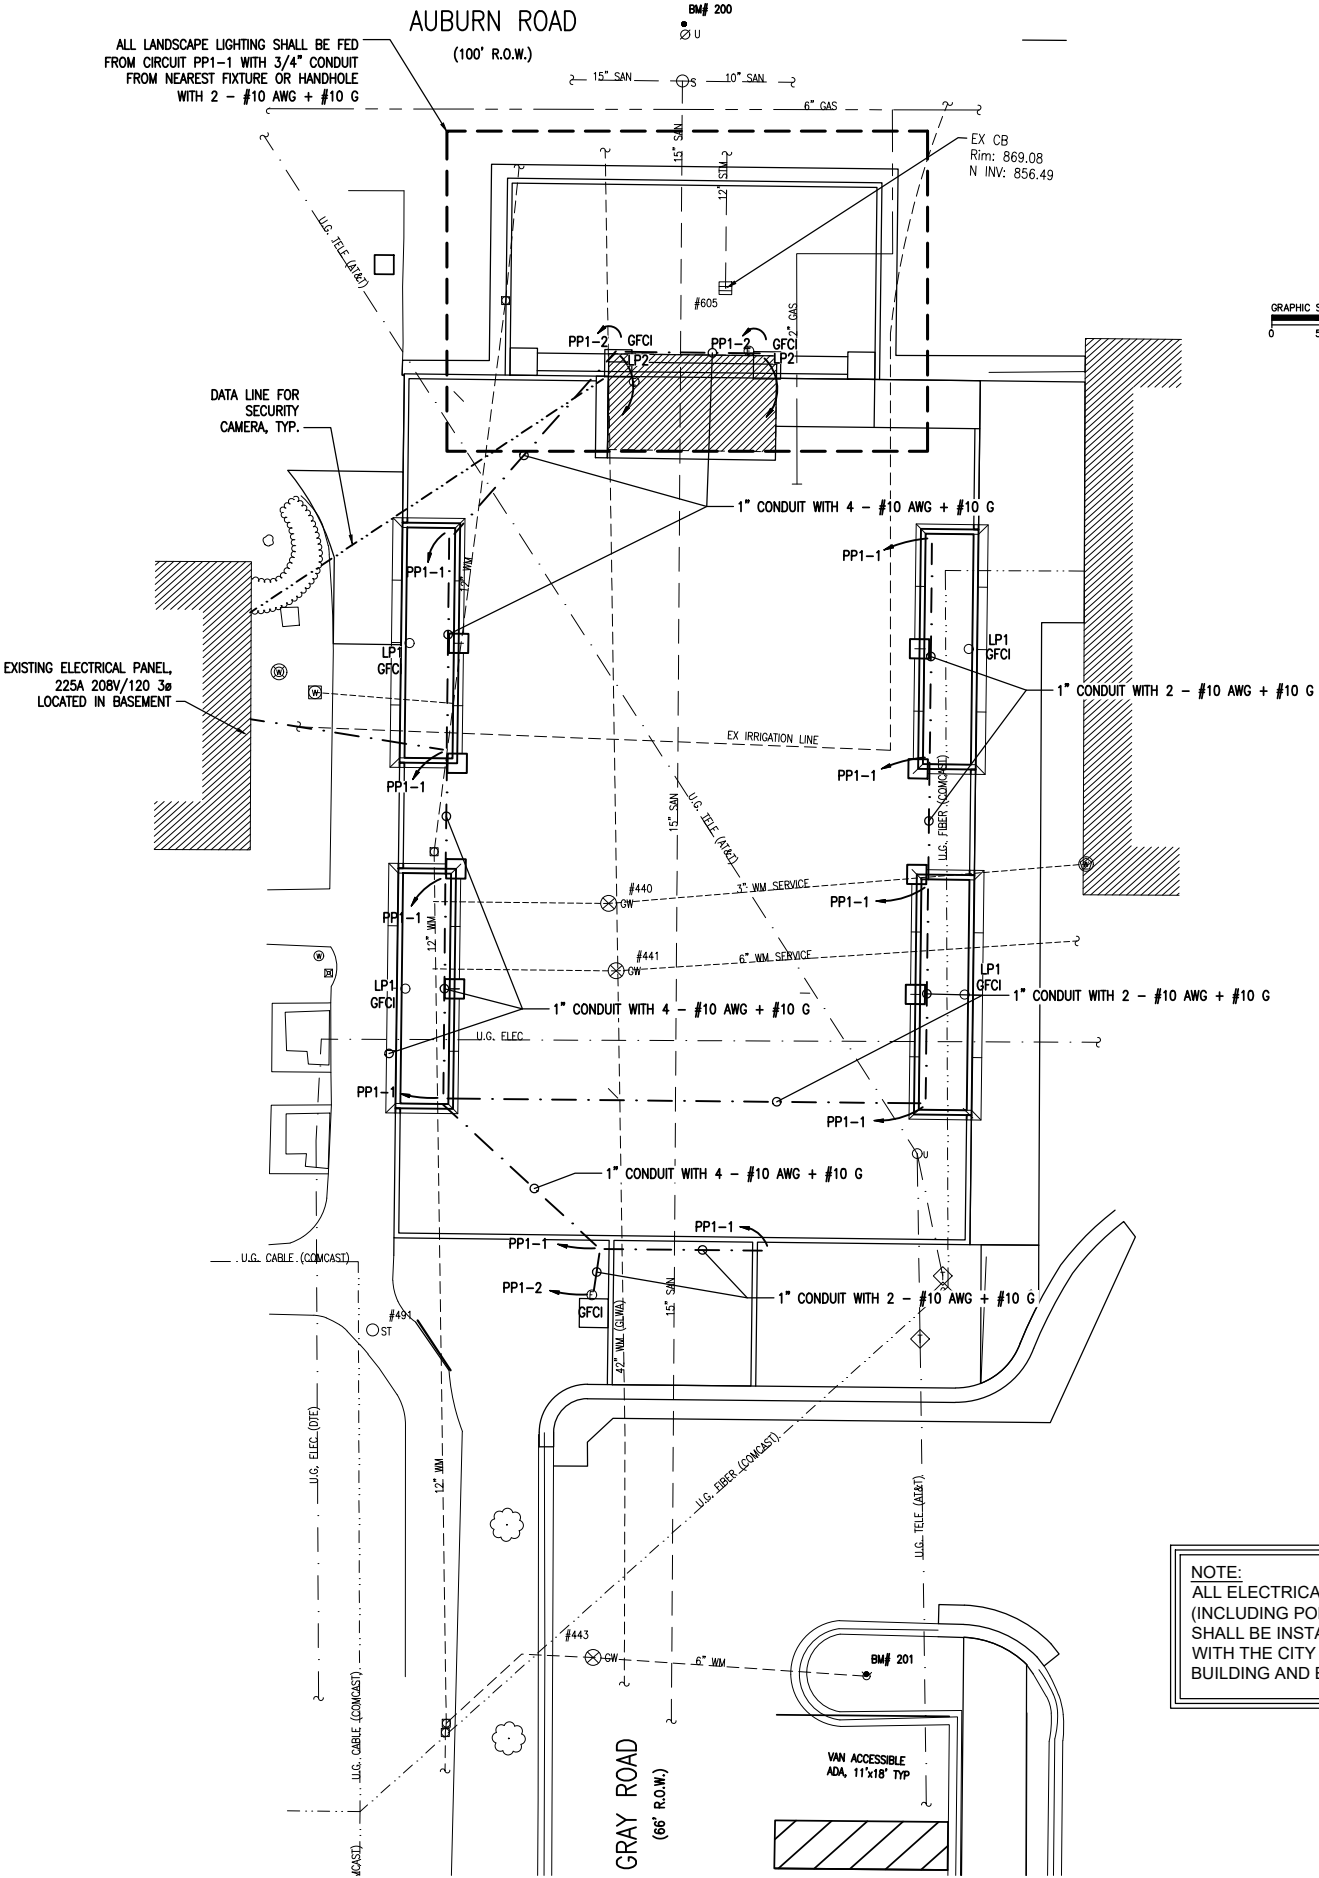 AUBURN ROAD
(100' R.O.W.)
BM# 200
U
ALL LANDSCAPE LIGHTING SHALL BE FED
FROM CIRCUIT PP1-1 WITH 3/4" CONDUIT
FROM NEAREST FIXTURE OR HANDHOLE
WITH 2 - #10 AWG + #10 G
15" SAN
S
10" SAN
6" GAS
15" SAN
12" STM
EX CB
Rim: 869.08
N INV: 856.49
U.G. TELE (AT&T)
#605
2" GAS
GRAPHIC S
0
5
PP1-2
GFCI
LP2
PP1-2
GFCI
LP2
DATA LINE FOR
SECURITY
CAMERA, TYP.
1" CONDUIT WITH 4 - #10 AWG + #10 G
PP1-1
12" WM
PP1-1
LP1
GFCI
LP1
GFCI
EXISTING ELECTRICAL PANEL,
225A 208V/120 3ø
LOCATED IN BASEMENT
W
W
1" CONDUIT WITH 2 - #10 AWG + #10 G
EX IRRIGATION LINE
PP1-1
PP1-1
15" SAN
U.G. TELE (AT&T)
U.G. FIBER (COMCAST)
#440
GW
3" WM SERVICE
W
PP1-1
PP1-1
12" WM
#441
GW
6" WM SERVICE
W
LP1
GFCI
LP1
GFCI
1" CONDUIT WITH 4 - #10 AWG + #10 G
1" CONDUIT WITH 2 - #10 AWG + #10 G
U.G. ELEC
PP1-1
PP1-1
U
1" CONDUIT WITH 4 - #10 AWG + #10 G
PP1-1
PP1-1
U.G. CABLE (COMCAST)
PP1-2
GFCI
1" CONDUIT WITH 2 - #10 AWG + #10 G
#491
ST
42" WM (GLWA)
15" SAN
T
U.G. ELEC (DTE)
12" WM
U.G. FIBER (COMCAST)
U.G. TELE (AT&T)
NOTE:
ALL ELECTRICA
(INCLUDING PO
SHALL BE INSTA
WITH THE CITY
BUILDING AND E
#443
GW
6" WM
BM# 201
U.G. CABLE (COMCAST)
VAN ACCESSIBLE
ADA, 11'x18' TYP
GRAY ROAD
(66' R.O.W.)
MCAST)